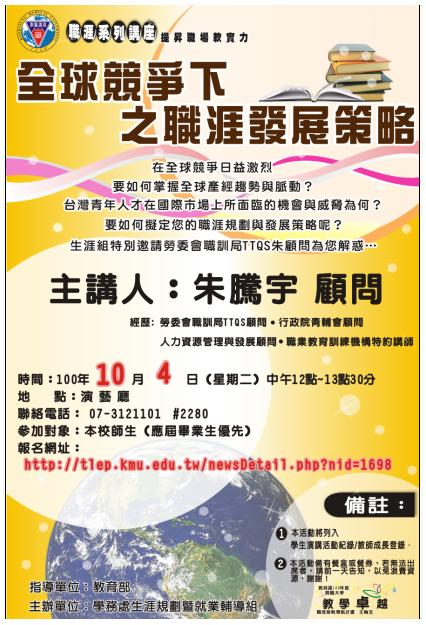 職涯系列講座 提昇職場軟實力
全球競爭下
之職涯發展策略
在全球競爭日益激烈
要如何掌握全球產經趨勢與脈動？
台灣青年人才在國際市場上所面臨的機會與威脅為何？
要如何擬定您的職涯規劃與發展策略呢？
生涯組特別邀請勞委會職訓局TTQS朱顧問為您解惑…
主講人：朱騰宇 顧問
經歷: 勞委會職訓局TTQS顧問•行政院青輔會顧問
人力資源管理與發展顧問•職業教育訓練機構特約講師
時間：100年 10 月 4 日（星期二）中午12點~13點30分
地 點：演藝廳
聯絡電話： 07-3121101 #2280
參加對象：本校師生（應屆畢業生優先）
報名網址：
http://tlep.kmu.edu.tw/newsDetail.php?nid=1698
備註：
1 本活動將列入
學生演講活動紀錄/教師成長登錄。
2 本活動備有餐盒或餐券，若無法出
席者，請前一天告知，以免浪費資
源，謝謝！
指導單位：教育部
主辦單位：學務處生涯規劃暨就業輔導組
教學卓越